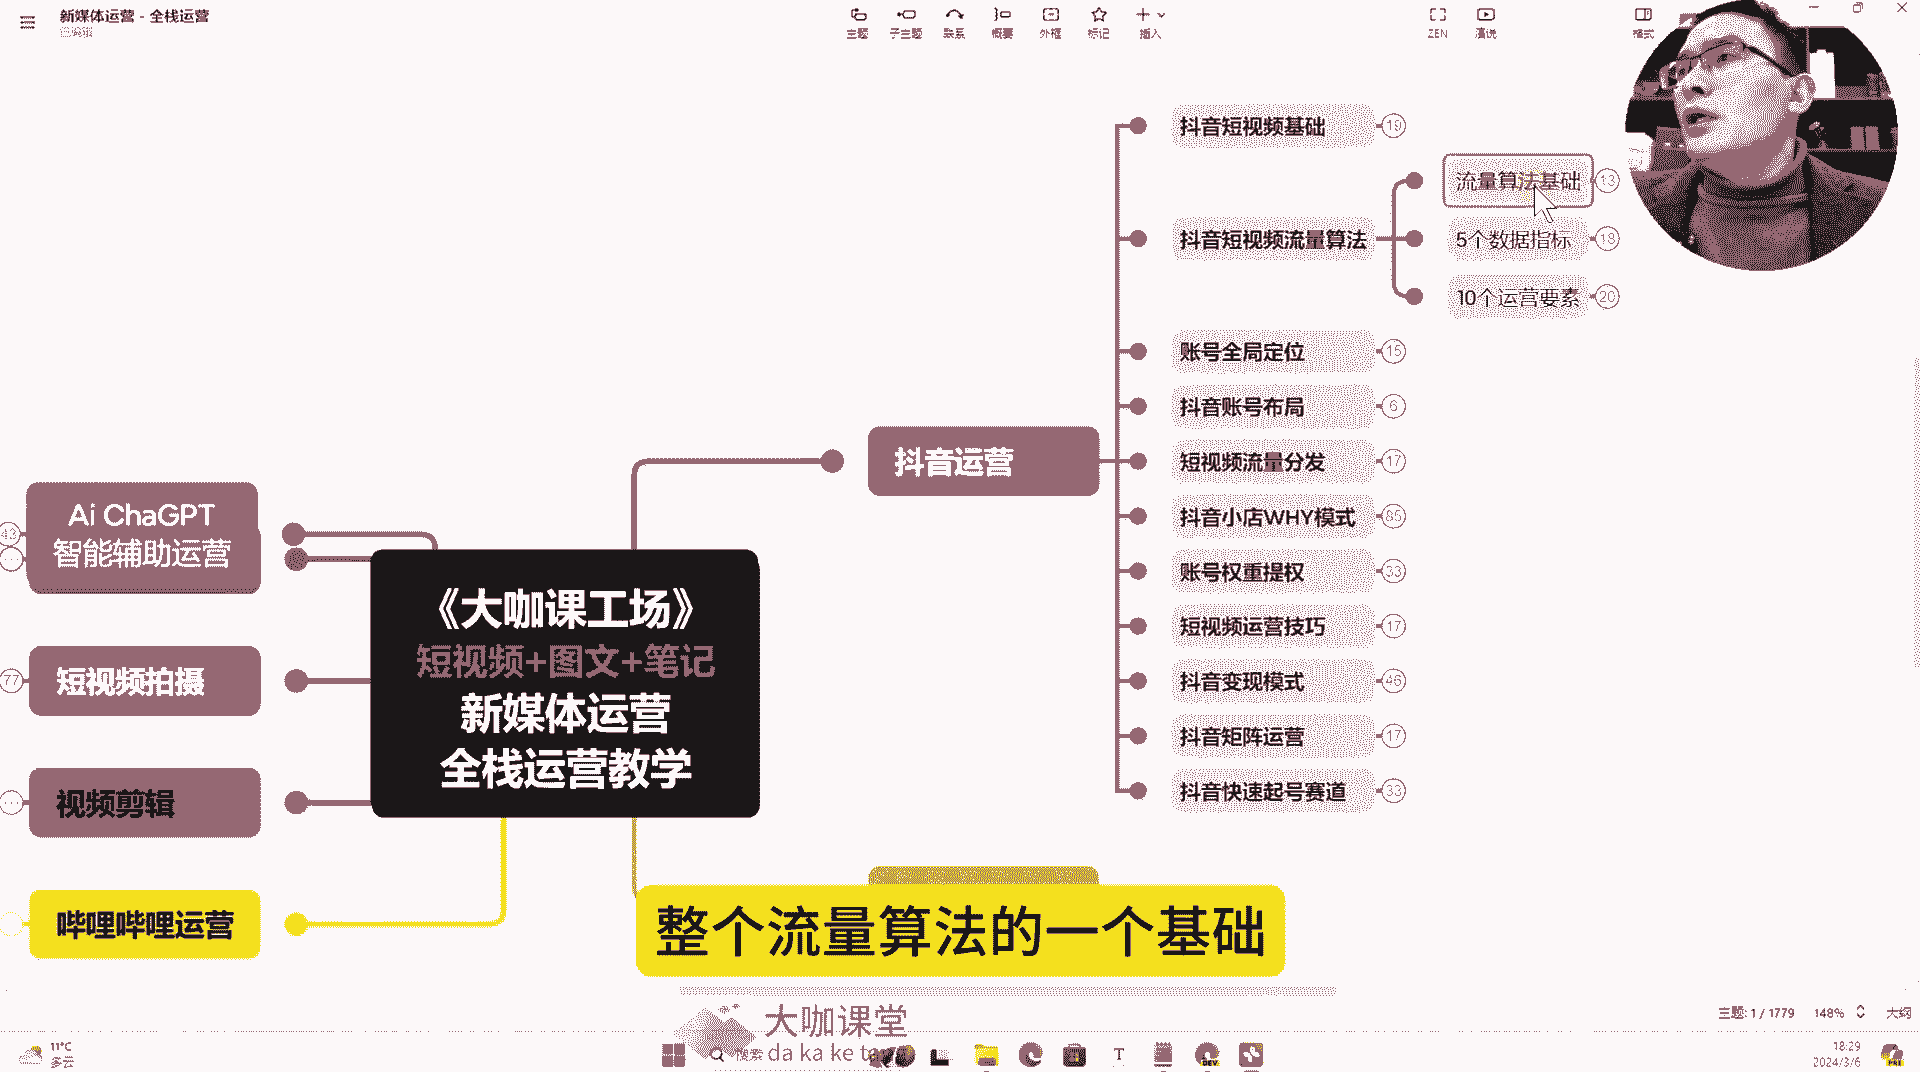 新媒体运营 - 全栈运营
已编辑
主题
子主题
联系
概要
外框
标记
插入
ZEN
演说
格式
抖音短视频基础
19
流量算法基础
13
抖音短视频流量算法
5个数据指标
18
10个运营要素
20
账号全局定位
15
抖音账号布局
6
抖音运营
短视频流量分发
17
抖音小店WHY模式
85
账号权重提权
33
短视频运营技巧
17
抖音变现模式
46
抖音矩阵运营
17
抖音快速起号赛道
33
43
Ai ChaGPT
智能辅助运营
77
短视频拍摄
视频剪辑
哔哩哔哩运营
《大咖课工场》
短视频+图文+笔记
新媒体运营
全栈运营教学
整个流量算法的一个基础
主题: 1 / 1779
148%
大纲
大咖课堂
da ka ke tang
11°C
多云
搜索
T
DEV
18:29
2024/3/6
PRE